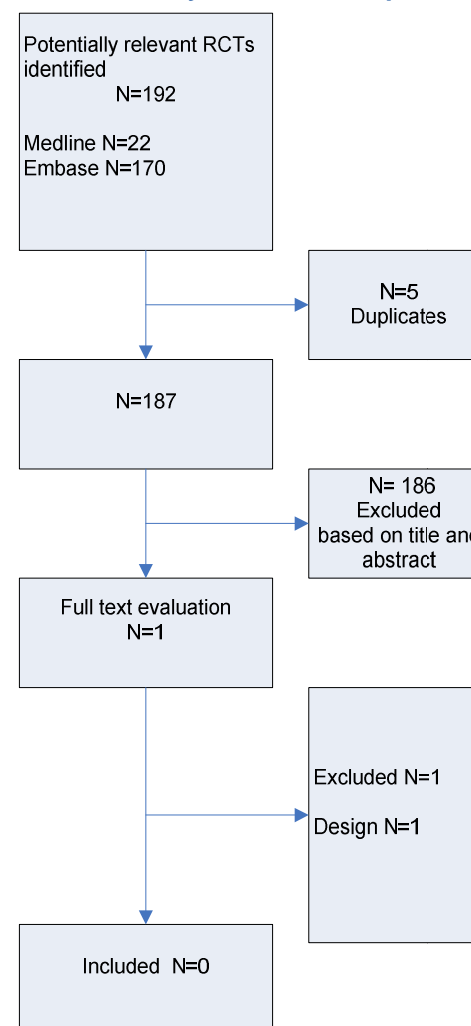 Potentially relevant RCTs
identified
N=192
Medline N=22
Embase N=170
N=5
Duplicates
N=187
N= 186
Excluded
based on title
abstract
Full text evaluation
N=1
Excluded N=1
Design N=1
Included N=0